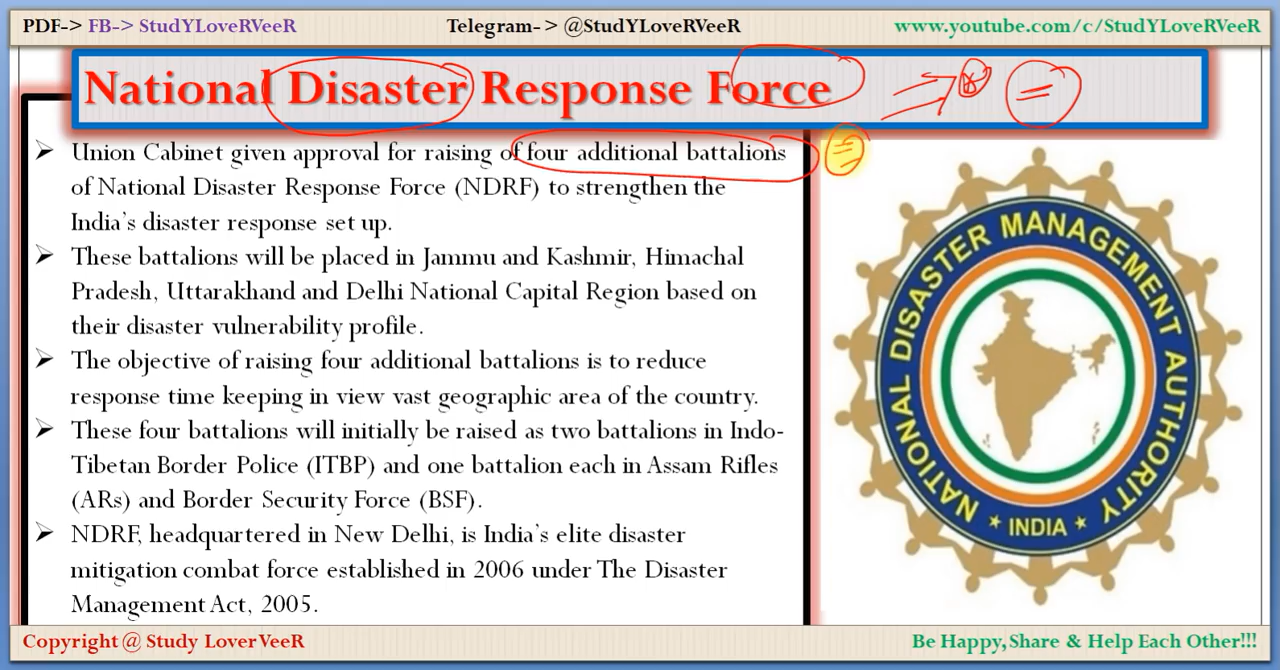 PDF-> FB-> StudYLoveRVeeR
Telegram-> @StudYLoveRVeeR
www.youtube.com/c/StudYLoveRVeeR
National Disaster Response Force
Union Cabinet given approval for raising of four additional battalions
of National Disaster Response Force (NDRF) to strengthen the
India's disaster response set up.
These battalions will be placed in Jammu and Kashmir, Himachal
Pradesh, Uttarakhand and Delhi National Capital Region based on
their disaster vulnerability profile.
The objective of raising four additional battalions is to reduce
response time keeping in view vast geographic area of the country.
These four battalions will initially be raised as two battalions in Indo-
Tibetan Border Police (ITBP) and one battalion each in Assam Rifles
(ARs) and Border Security Force (BSF).
NDRF, headquartered in New Delhi, is India's elite disaster
mitigation combat force established in 2006 under The Disaster
Management Act, 2005.
NATIONAL DISASTER MANAGEMENT AUTHORITY
★ INDIA ★
Copyright @ Study LoverVeeR
Be Happy, Share & Help Each Other!!!